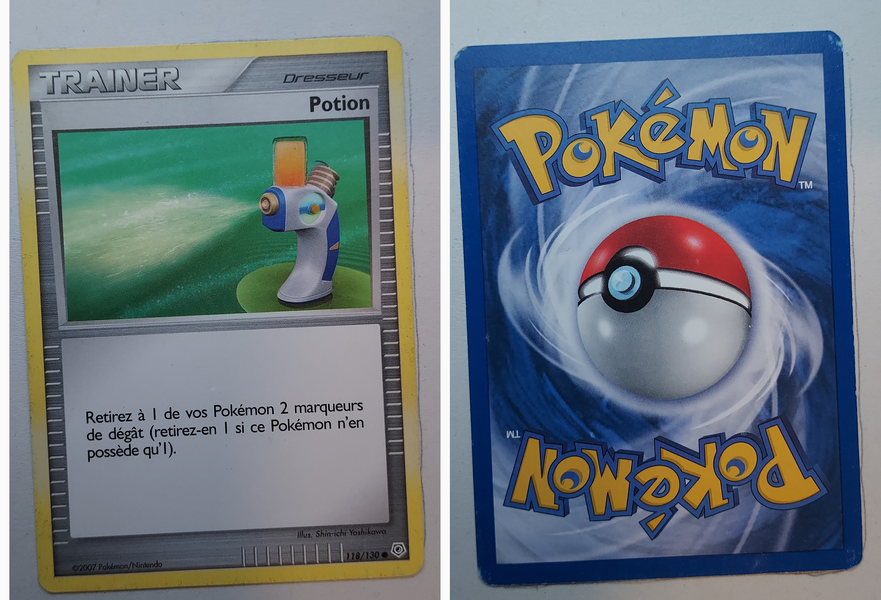 TRAINER
Dresseur
Potion
Retirez à 1 de vos Pokémon 2 marqueurs
de dégât (retirez-en 1 si ce Pokémon n'en
possède qu'1).
Illus. Shin-ichi Yoshikawa
©2007 Pokémon/Nintendo
118/130
POKéMON
TM
POKéMON
TM